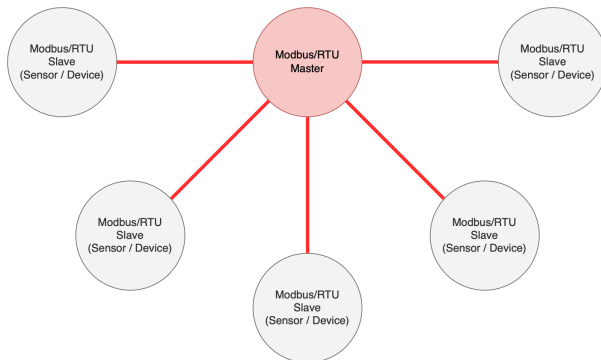 Modbus/RTU
Slave
(Sensor / Device)
Modbus/RTU
Master
Modbus/RTU
Slave
(Sensor / Device)
Modbus/RTU
Slave
(Sensor / Device)
Modbus/RTU
Slave
(Sensor / Device)
Modbus/RTU
Slave
(Sensor / Device)